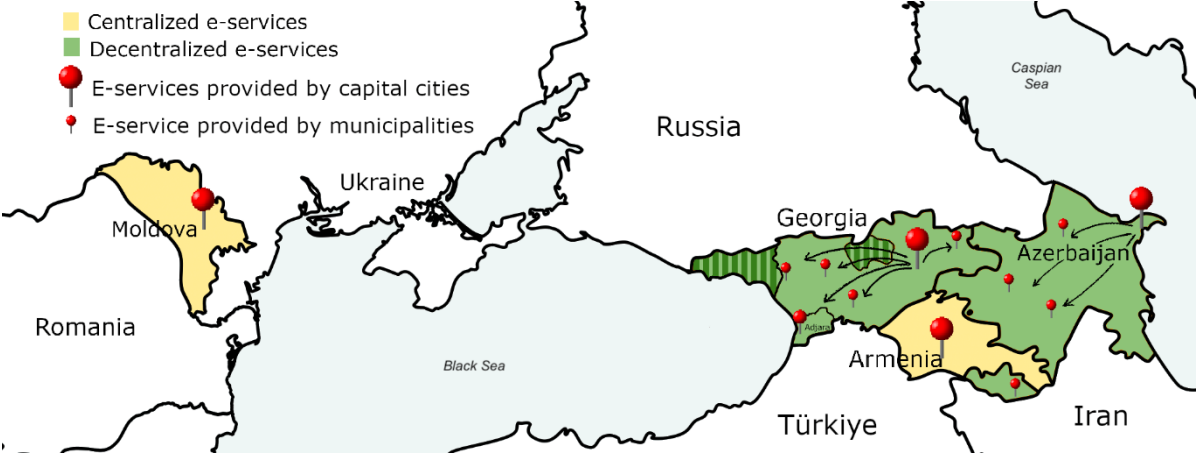 Centralized e-services
Decentralized e-services
E-services provided by capital cities
E-service provided by municipalities
Caspian
Sea
Russia
Ukraine
Moldova
Georgia
Azerbaijan
Romania
Adjara
Black Sea
Armenia
Türkiye
Iran